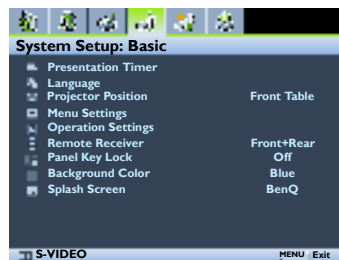 System Setup: Basic
Presentation Timer
Language
Projector Position Front Table
Menu Settings
Operation Settings
Remote Receiver Front+Rear
Panel Key Lock Off
Background Color Blue
Splash Screen BenQ
S-VIDEO MENU Exit